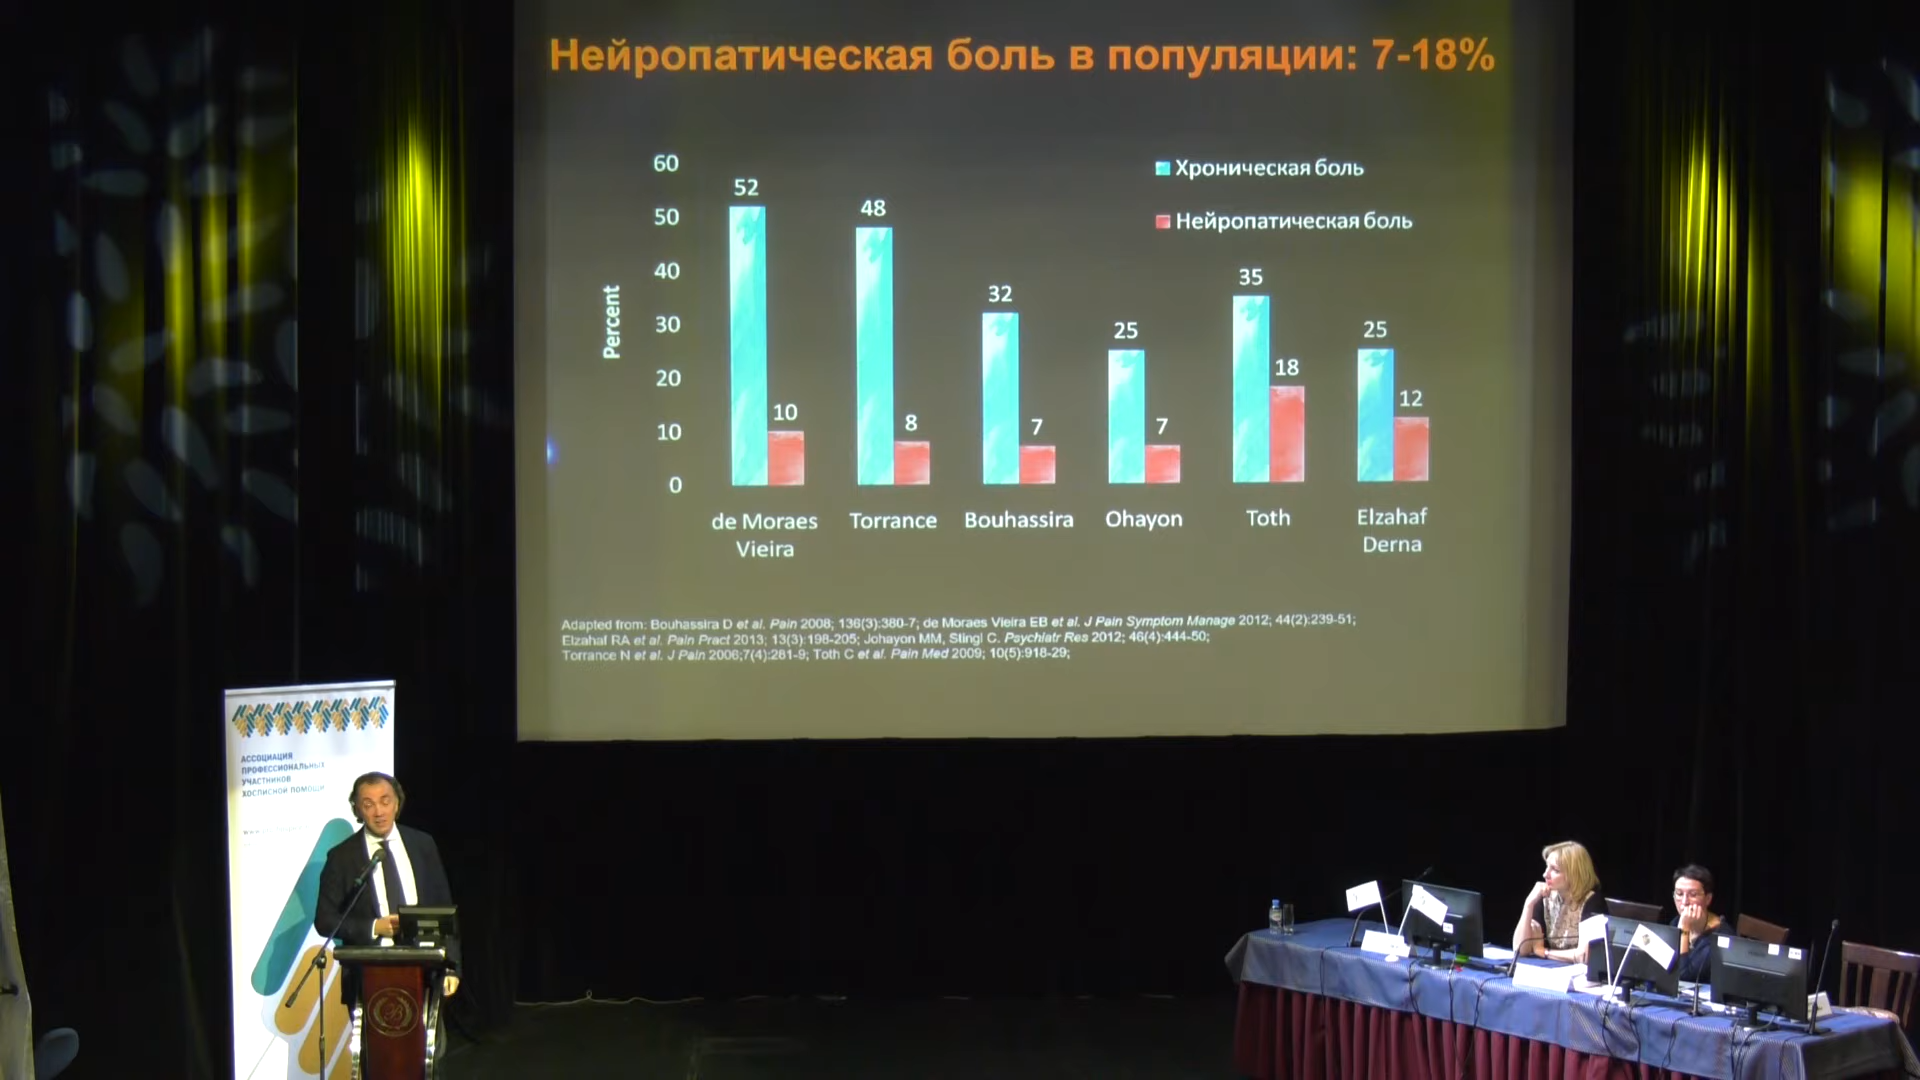 Нейропатическая боль в популяции: 7-18%
Хроническая боль
Нейропатическая боль
Percent
60
50
40
30
20
10
0
52
10
48
8
32
7
25
7
35
18
25
12
de Moraes
Vieira
Torrance
Bouhassira
Ohayon
Toth
Elzahaf
Derna
Adapted from: Bouhassira D et al. Pain 2008; 136(3):380-7; de Moraes Vieira EB et al. J Pain Symptom Manage 2012; 44(2):239-51;
Elzahaf RA et al. Pain Pract 2013; 13(3):198-205; Johayon MM, Stingl C. Psychiatr Res 2012; 46(4):444-50;
Torrance N et al. J Pain 2006;7(4):281-9; Toth C et al. Pain Med 2009; 10(5):918-29;
АССОЦИАЦИЯ
ПРОФЕССИОНАЛЬНЫХ
УЧАСТНИКОВ
ХОСПИСНОЙ ПОМОЩИ